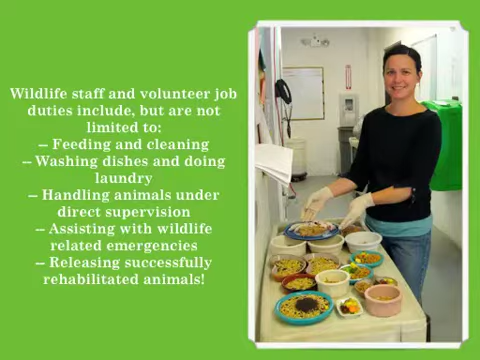 Wildlife staff and volunteer job
duties include, but are not
limited to:
-- Feeding and cleaning
-- Washing dishes and doing
laundry
-- Handling animals under
direct supervision
-- Assisting with wildlife
related emergencies
-- Releasing successfully
rehabilitated animals!